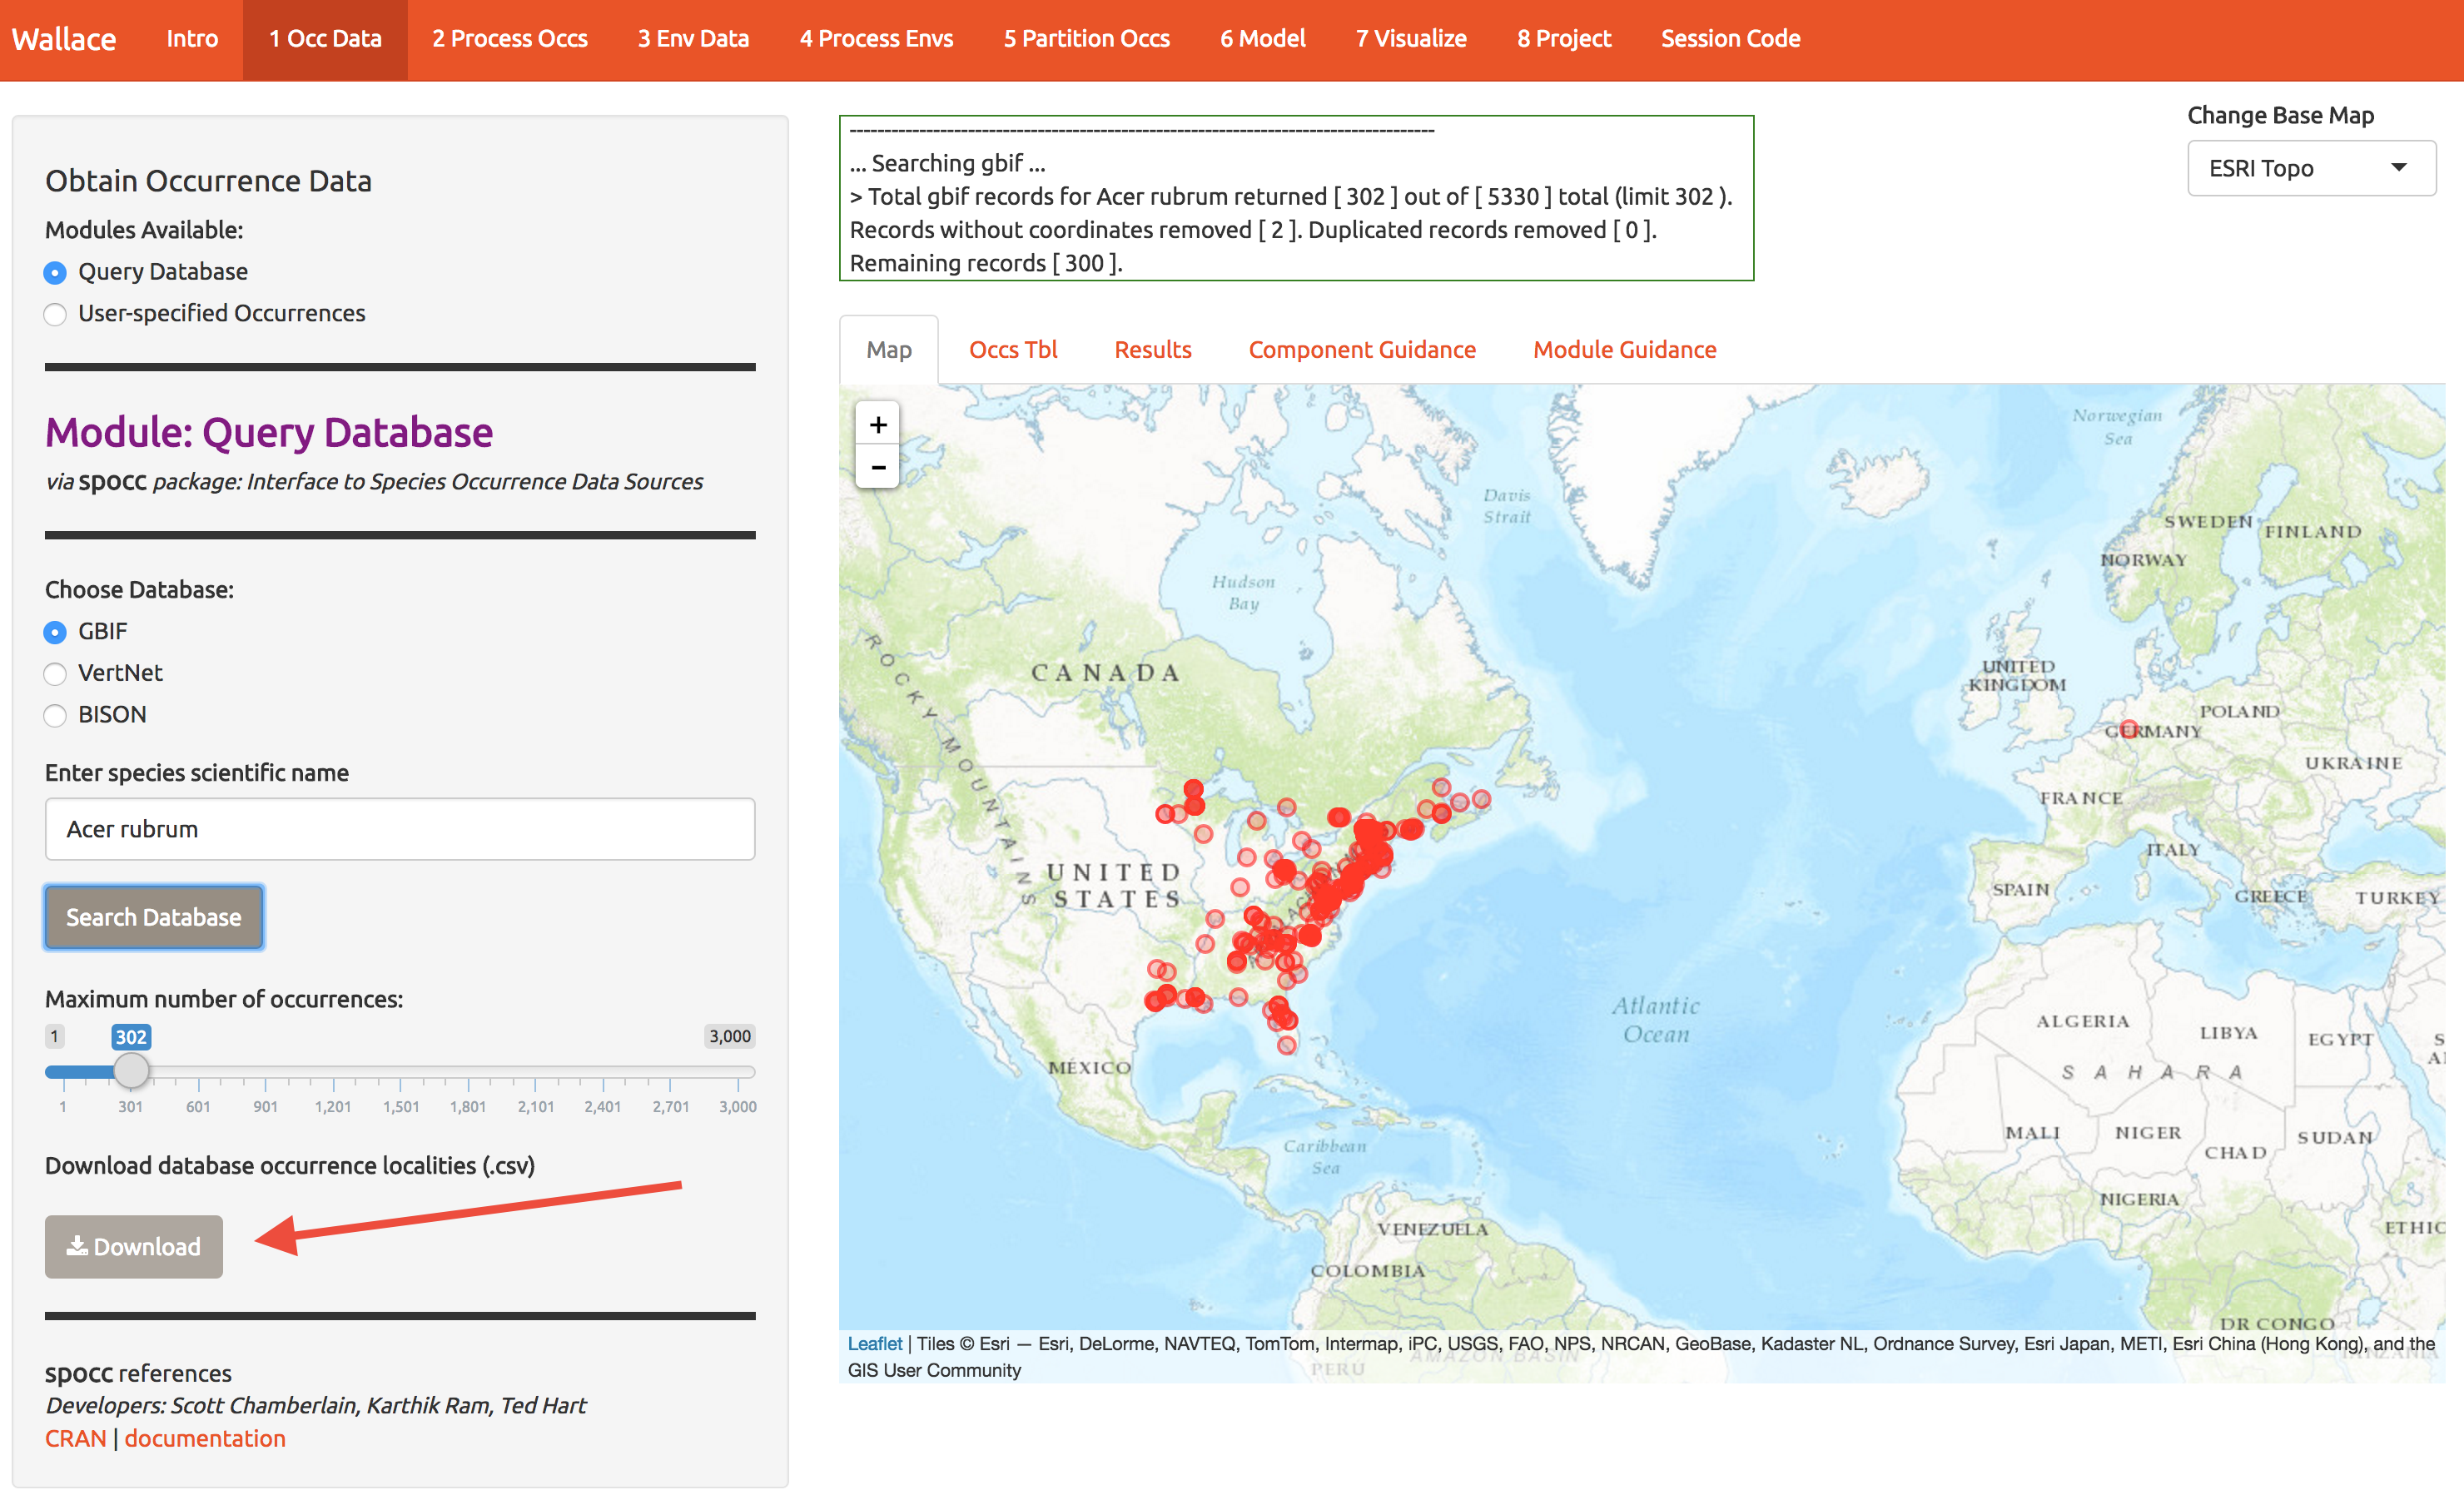 Wallace Intro 1 Occ Data 2 Process Occs 3 Env Data 4 Process Envs 5 Partition Occs 6 Model 7 Visualize 8 Project Session Code
Obtain Occurrence Data
Modules Available:
Query Database
User-specified Occurrences
Module: Query Database
via spocc package: Interface to Species Occurrence Data Sources
Choose Database:
GBIF
VertNet
BISON
Enter species scientific name
Acer rubrum
Search Database
Maximum number of occurrences:
1 302 3,000
1 301 601 901 1,201 1,501 1,801 2,101 2,401 2,701 3,000
Download database occurrence localities (.csv)
Download
spocc references
Developers: Scott Chamberlain, Karthik Ram, Ted Hart
CRAN | documentation
------------------------------------------------------------------------------------
... Searching gbif ...
> Total gbif records for Acer rubrum returned [ 302 ] out of [ 5330 ] total (limit 302 ).
Records without coordinates removed [ 2 ]. Duplicated records removed [ 0 ].
Remaining records [ 300 ].
Change Base Map
ESRI Topo
Map Occs Tbl Results Component Guidance Module Guidance
+
−
Norwegian
Sea
Davis
Strait
SWEDEN
FINLAND
NORWAY
Hudson
Bay
ROCKY MOUNTAINS
CANADA
UNITED
KINGDOM
POLAND
GERMANY
UKRAINE
FRANCE
ITALY
UNITED
STATES
SPAIN
GREECE
TURKEY
Atlantic
Ocean
ALGERIA
LIBYA
EGYPT
SAHARA
MÉXICO
MALI
NIGER
CHAD
SUDAN
Caribbean
Sea
NIGERIA
VENEZUELA
ETHIO
COLOMBIA
DR CONGO
AMAZON BASIN
PERÚ
TANZANIA
Leaflet | Tiles © Esri — Esri, DeLorme, NAVTEQ, TomTom, Intermap, iPC, USGS, FAO, NPS, NRCAN, GeoBase, Kadaster NL, Ordnance Survey, Esri Japan, METI, Esri China (Hong Kong), and the
GIS User Community